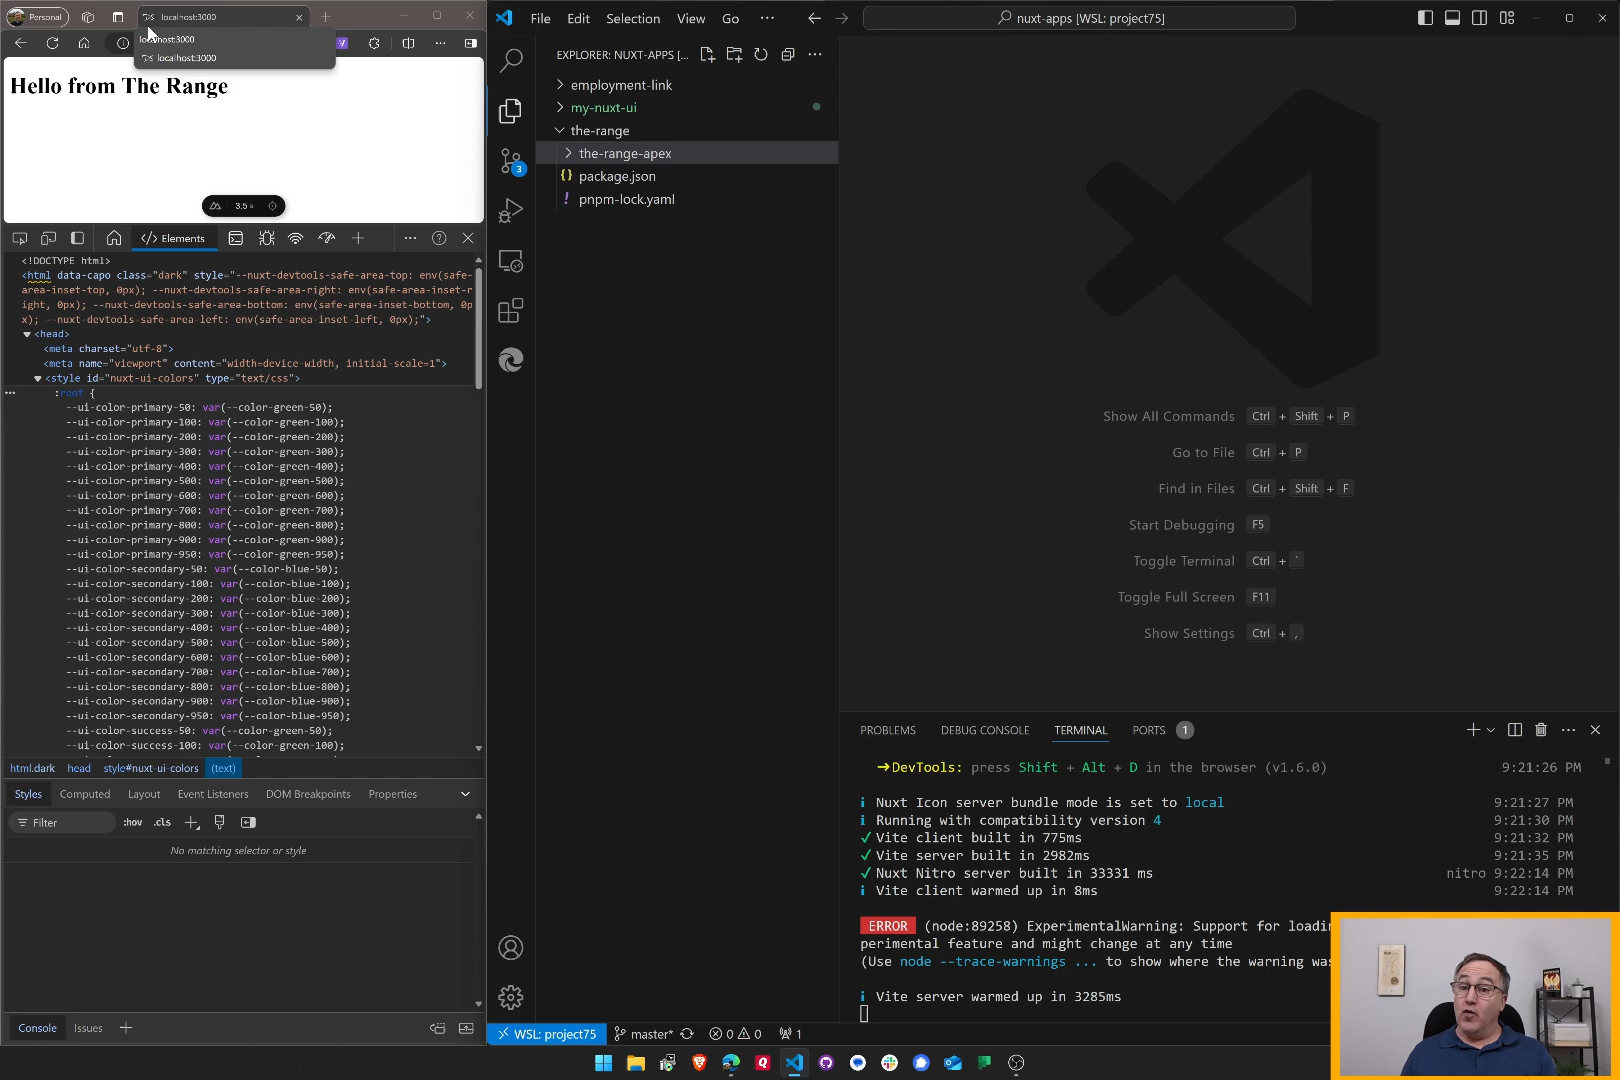 Personal
localhost:3000
localhost:3000
localhost:3000
Hello from The Range
3.5 s
Elements
<!DOCTYPE html>
<html data-capo class="dark" style="--nuxt-devtools-safe-area-top: env(safe-
area-inset-top, 0px); --nuxt-devtools-safe-area-right: env(safe-area-inset-r
ight, 0px); --nuxt-devtools-safe-area-bottom: env(safe-area-inset-bottom, 0p
x); --nuxt-devtools-safe-area-left: env(safe-area-inset-left, 0px);">
<head>
<meta charset="utf-8">
<meta name="viewport" content="width=device-width, initial-scale=1">
<style id="nuxt-ui-colors" type="text/css">
:root {
--ui-color-primary-50: var(--color-green-50);
--ui-color-primary-100: var(--color-green-100);
--ui-color-primary-200: var(--color-green-200);
--ui-color-primary-300: var(--color-green-300);
--ui-color-primary-400: var(--color-green-400);
--ui-color-primary-500: var(--color-green-500);
--ui-color-primary-600: var(--color-green-600);
--ui-color-primary-700: var(--color-green-700);
--ui-color-primary-800: var(--color-green-800);
--ui-color-primary-900: var(--color-green-900);
--ui-color-primary-950: var(--color-green-950);
--ui-color-secondary-50: var(--color-blue-50);
--ui-color-secondary-100: var(--color-blue-100);
--ui-color-secondary-200: var(--color-blue-200);
--ui-color-secondary-300: var(--color-blue-300);
--ui-color-secondary-400: var(--color-blue-400);
--ui-color-secondary-500: var(--color-blue-500);
--ui-color-secondary-600: var(--color-blue-600);
--ui-color-secondary-700: var(--color-blue-700);
--ui-color-secondary-800: var(--color-blue-800);
--ui-color-secondary-900: var(--color-blue-900);
--ui-color-secondary-950: var(--color-blue-950);
--ui-color-success-50: var(--color-green-50);
--ui-color-success-100: var(--color-green-100);
html.dark head style#nuxt-ui-colors (text)
Styles Computed Layout Event Listeners DOM Breakpoints Properties
Filter :hov .cls
No matching selector or style
Console Issues
File Edit Selection View Go
nuxt-apps [WSL: project75]
EXPLORER: NUXT-APPS [...
employment-link
my-nuxt-ui
the-range
the-range-apex
{} package.json
! pnpm-lock.yaml
3
Show All Commands Ctrl + Shift + P
Go to File Ctrl + P
Find in Files Ctrl + Shift + F
Start Debugging F5
Toggle Terminal Ctrl + `
Toggle Full Screen F11
Show Settings Ctrl + ,
PROBLEMS DEBUG CONSOLE TERMINAL PORTS 1
➜DevTools: press Shift + Alt + D in the browser (v1.6.0) 9:21:26 PM
i Nuxt Icon server bundle mode is set to local 9:21:27 PM
i Running with compatibility version 4 9:21:30 PM
✓ Vite client built in 775ms 9:21:32 PM
✓ Vite server built in 2982ms 9:21:35 PM
✓ Nuxt Nitro server built in 33331 ms nitro 9:22:14 PM
i Vite client warmed up in 8ms 9:22:14 PM
ERROR (node:89258) ExperimentalWarning: Support for loadin
perimental feature and might change at any time
(Use node --trace-warnings ... to show where the warning was
i Vite server warmed up in 3285ms
WSL: project75 master* 0 0 1